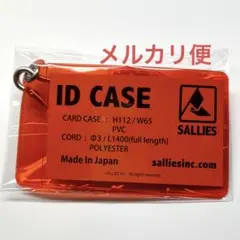 メルカリ便
ID CASE
CARD CASE : H112/W65
PVC
CORD : Φ3/L1400(full length)
POLYESTER
Made In Japan
SALLIES
salliesinc.com